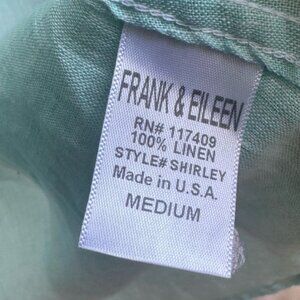 FRANK & EILEEN
RN# 117409
100% LINEN
STYLE# SHIRLEY
Made in U.S.A.
MEDIUM